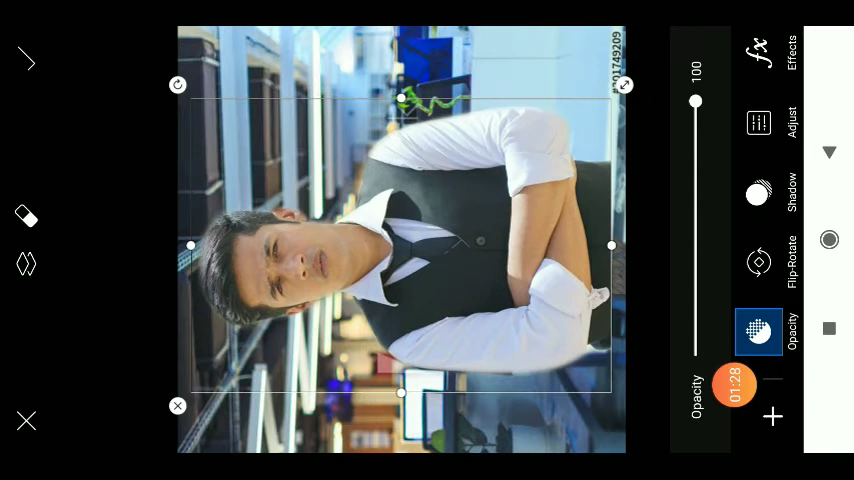 #201749209
100
Opacity
01:28
Effects
Adjust
Shadow
Flip-Rotate
Opacity